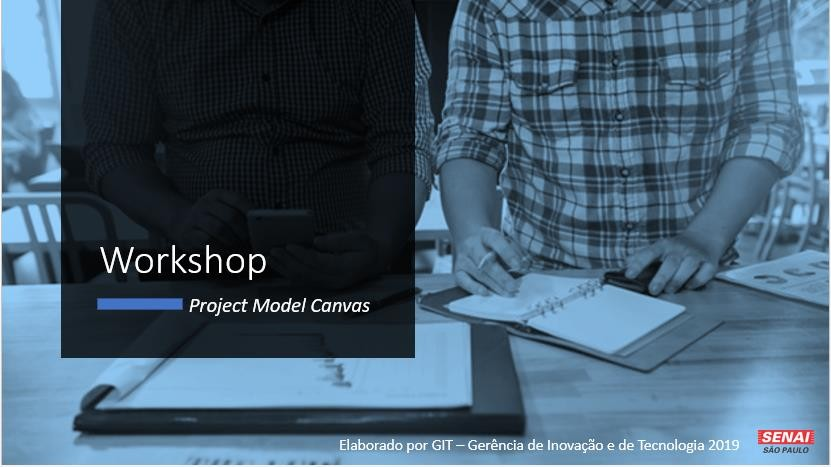 Workshop
Project Model Canvas
Elaborado por GIT – Gerência de Inovação e de Tecnologia 2019
SENAI
SÃO PAULO